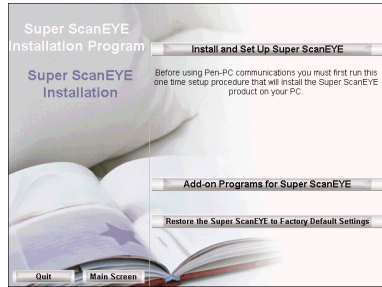 Super ScanEYE
Installation Program
Super ScanEYE
Installation
Install and Set Up Super ScanEYE
Before using Pen-PC communications you must first run this
one time setup procedure that will install the Super ScanEYE
product on your PC.
Add-on Programs for Super ScanEYE
Restore the Super ScanEYE to Factory Default Settings
Quit
Main Screen